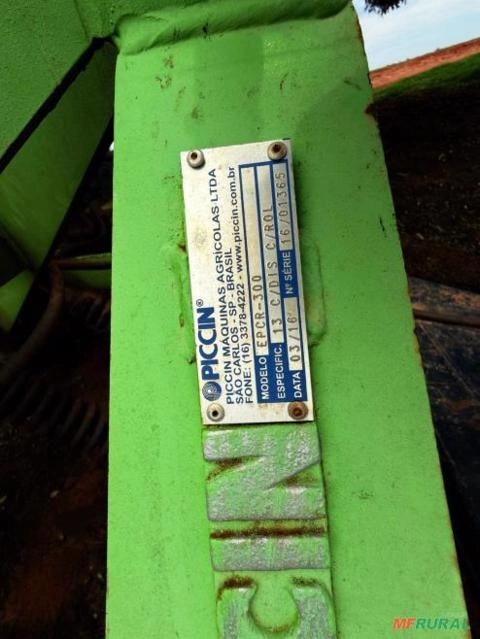 PICCIN®
PICCIN MÁQUINAS AGRÍCOLAS LTDA
SÃO CARLOS - SP - BRASIL
FONE: (16) 3378-4222 - www.piccin.com.br
MODELO EPCR-300
ESPECIFIC. 13 C/DIS C/ROL
DATA 03/16 Nº SÉRIE 16/01365
CIN
MFRURAL